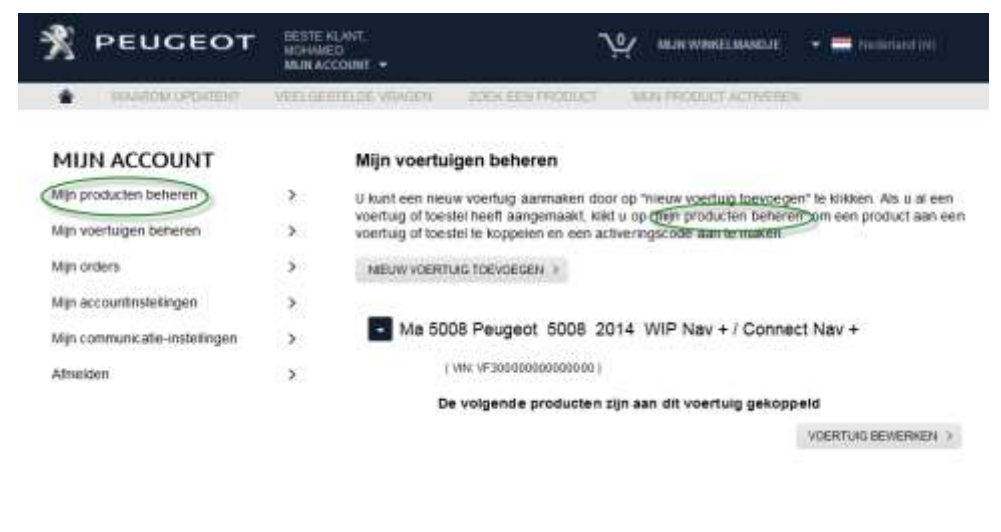 PEUGEOT
BESTE KLANT,
MOHAMED
MIJN ACCOUNT
0
MIJN WINKELMANDJE
Nederland (nl)
WAAROM UPDATEN?
VEELGESTELDE VRAGEN
ZOEK EEN PRODUCT
MIJN PRODUCT ACTIVEREN
MIJN ACCOUNT
Mijn producten beheren >
Mijn voertuigen beheren >
Mijn orders >
Mijn accountinstellingen >
Mijn communicatie-instellingen >
Afmelden >
Mijn voertuigen beheren
U kunt een nieuw voertuig aanmaken door op "nieuw voertuig toevoegen" te klikken. Als u al een
voertuig of toestel heeft aangemaakt, klikt u op mijn producten beheren, om een product aan een
voertuig of toestel te koppelen en een activeringscode aan te maken.
NIEUW VOERTUIG TOEVOEGEN >
Ma 5008 Peugeot 5008 2014 WIP Nav + / Connect Nav +
( VIN: VF300000000000000 )
De volgende producten zijn aan dit voertuig gekoppeld
VOERTUIG BEWERKEN >